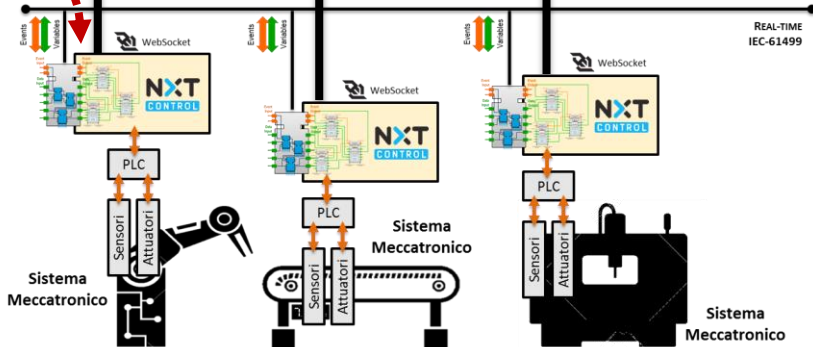 REAL-TIME
IEC-61499
Events
Variables
WebSocket
NXT
CONTROL
PLC
Sensori
Attuatori
Sistema
Meccatronico
Events
Variables
WebSocket
NXT
CONTROL
PLC
Sensori
Attuatori
Sistema
Meccatronico
Events
Variables
WebSocket
NXT
CONTROL
PLC
Sensori
Attuatori
Sistema
Meccatronico